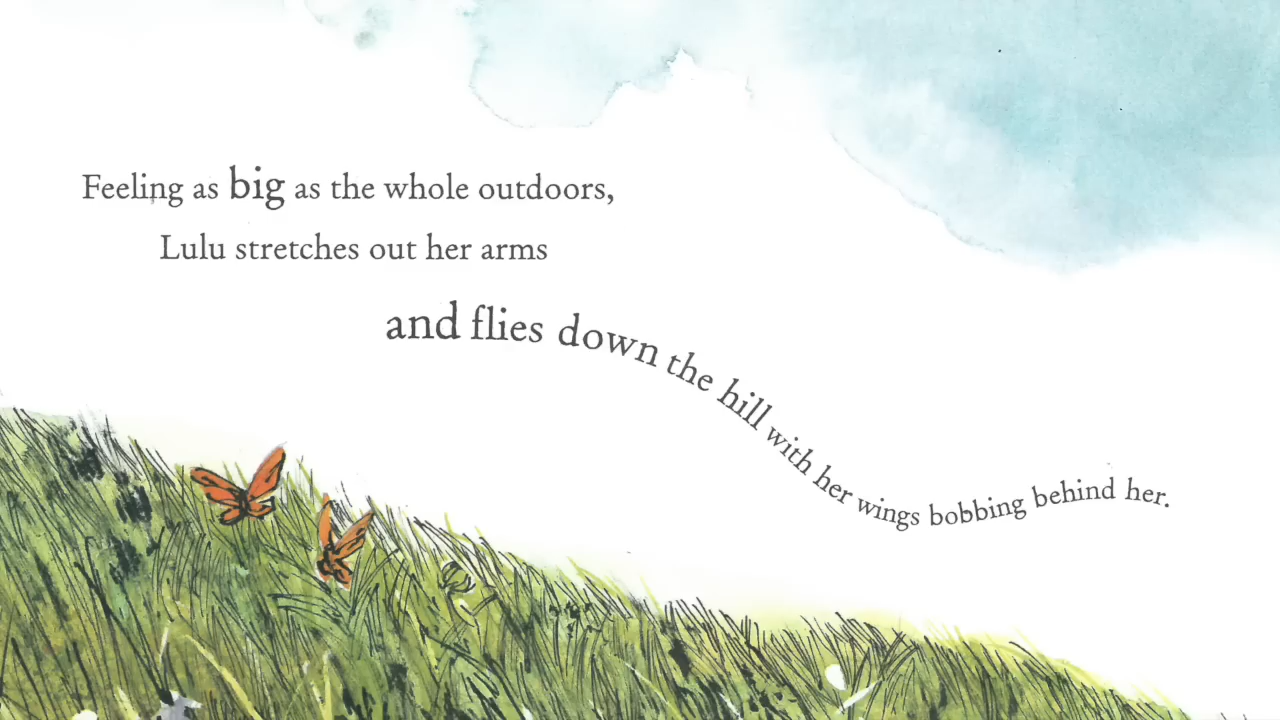 Feeling as big as the whole outdoors,
Lulu stretches out her arms
and flies down the hill with her wings bobbing behind her.